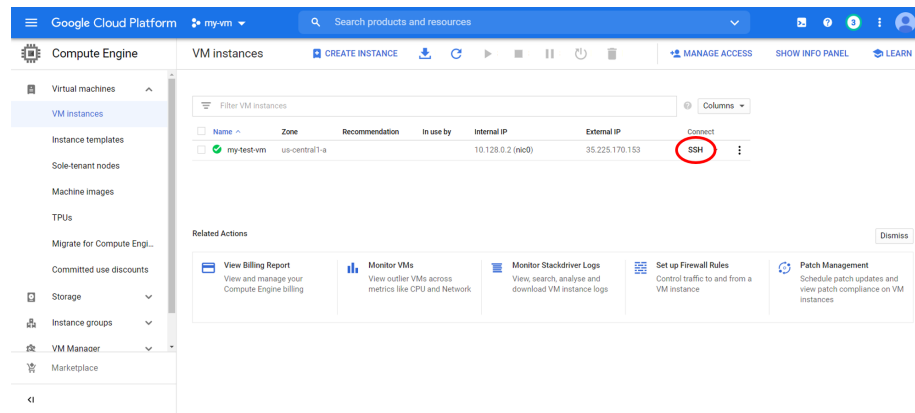 Google Cloud Platform
my-vm
Search products and resources
3
Compute Engine
VM instances
CREATE INSTANCE
MANAGE ACCESS
SHOW INFO PANEL
LEARN
Virtual machines
VM instances
Instance templates
Sole-tenant nodes
Machine images
TPUs
Migrate for Compute Engi...
Committed use discounts
Storage
Instance groups
VM Manager
Marketplace
Filter VM instances
Columns
Name Zone Recommendation In use by Internal IP External IP Connect
my-test-vm us-central1-a 10.128.0.2 (nic0) 35.225.170.153 SSH
Related Actions
Dismiss
View Billing Report
View and manage your
Compute Engine billing
Monitor VMs
View outlier VMs across
metrics like CPU and Network
Monitor Stackdriver Logs
View, search, analyse and
download VM instance logs
Set up Firewall Rules
Control traffic to and from a
VM instance
Patch Management
Schedule patch updates and
view patch compliance on VM
instances